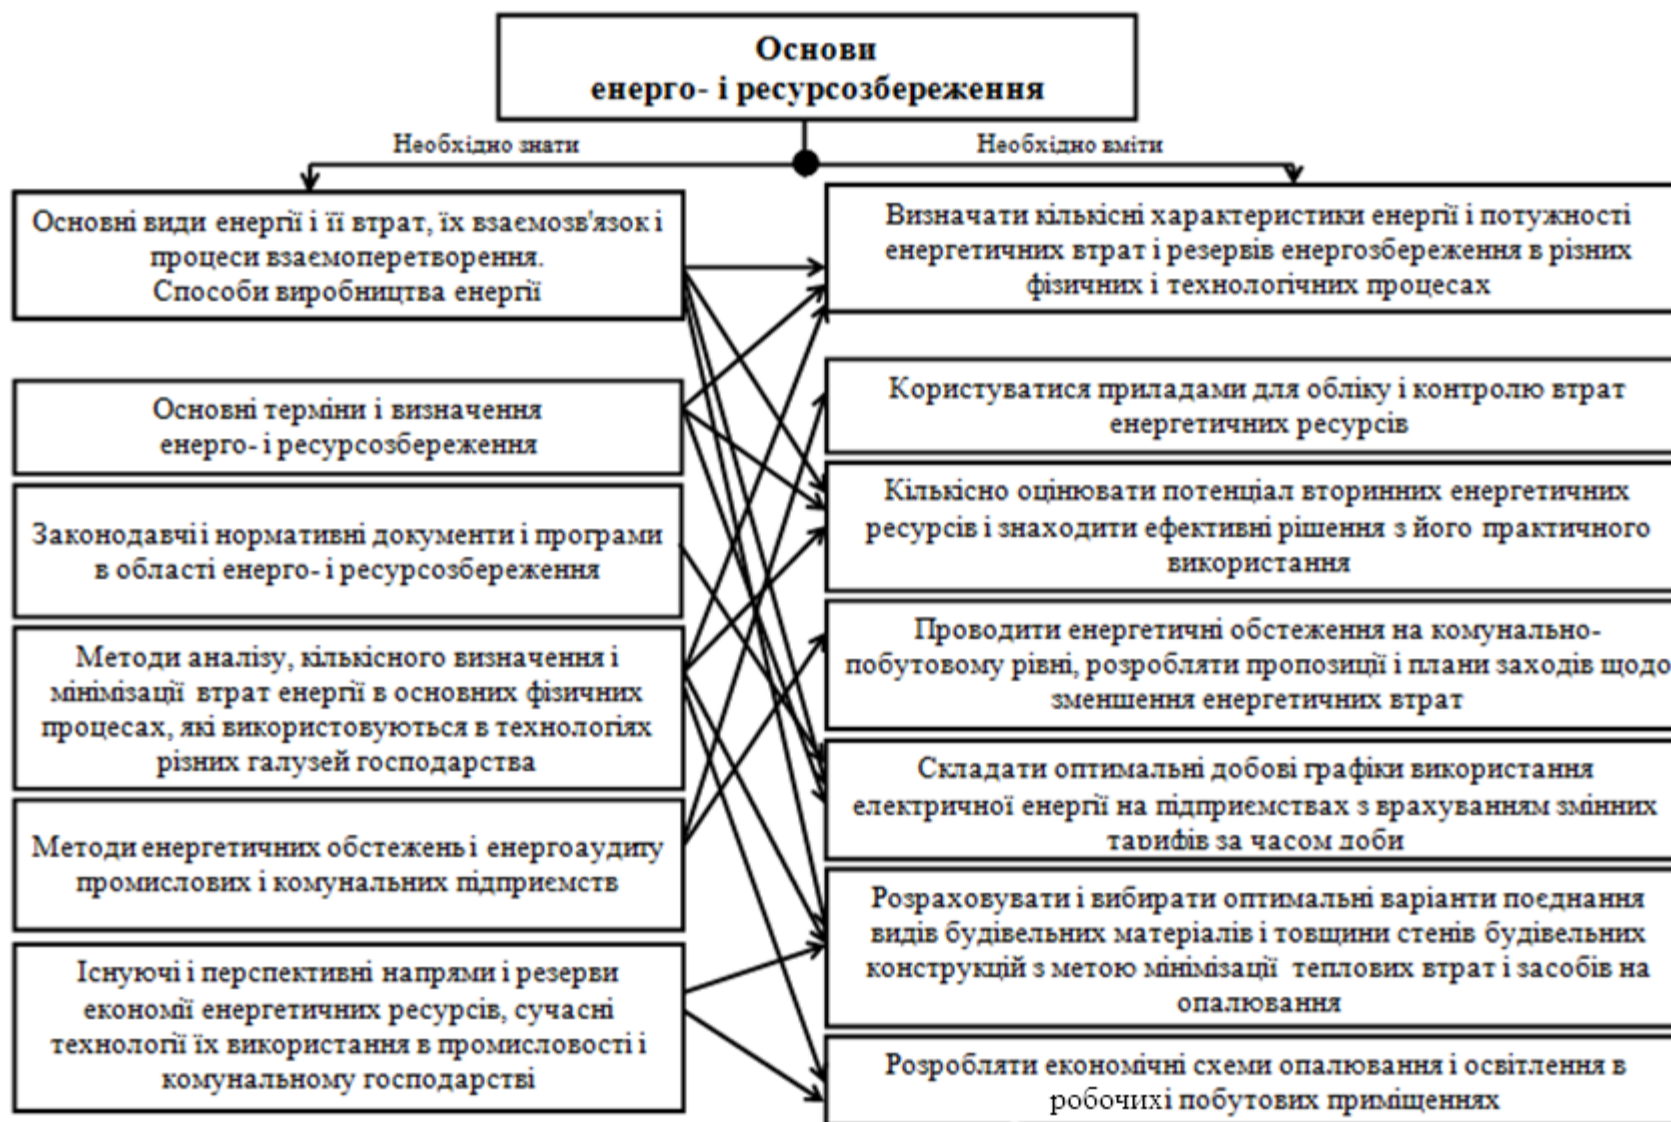 Основи
енерго- і ресурсозбереження
Необхідно знати
Необхідно вміти
Основні види енергії і її втрат, їх взаємозв'язок і
процеси взаємоперетворення.
Способи виробництва енергії
Основні терміни і визначення
енерго- і ресурсозбереження
Законодавчі і нормативні документи і програми
в області енерго- і ресурсозбереження
Методи аналізу, кількісного визначення і
мінімізації втрат енергії в основних фізичних
процесах, які використовуються в технологіях
різних галузей господарства
Методи енергетичних обстежень і енергоаудиту
промислових і комунальних підприємств
Існуючі і перспективні напрями і резерви
економії енергетичних ресурсів, сучасні
технології їх використання в промисловості і
комунальному господарстві
Визначати кількісні характеристики енергії і потужності
енергетичних втрат і резервів енергозбереження в різних
фізичних і технологічних процесах
Користуватися приладами для обліку і контролю втрат
енергетичних ресурсів
Кількісно оцінювати потенціал вторинних енергетичних
ресурсів і знаходити ефективні рішення з його практичного
використання
Проводити енергетичні обстеження на комунально-
побутовому рівні, розробляти пропозиції і плани заходів щодо
зменшення енергетичних втрат
Складати оптимальні добові графіки використання
електричної енергії на підприємствах з врахуванням змінних
тарифів за часом доби
Розраховувати і вибирати оптимальні варіанти поєднання
видів будівельних матеріалів і товщини стенів будівельних
конструкцій з метою мінімізації теплових втрат і засобів на
опалювання
Розробляти економічні схеми опалювання і освітлення в
робочихі побутових приміщеннях